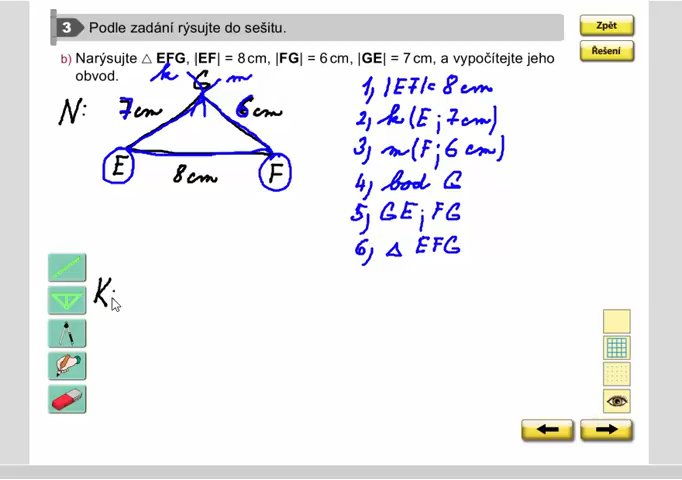 3 Podle zadání rýsujte do sešitu.
Zpět
Řešení
b) Narýsujte △ EFG, |EF| = 8 cm, |FG| = 6 cm, |GE| = 7 cm, a vypočítejte jeho
obvod.
k G m
N: 7cm 6cm
E F
8cm
1, |EF| = 8 cm
2, k (E ; 7cm)
3, m (F ; 6 cm)
4, bod G
5, GE ; FG
6, △ EFG
K: